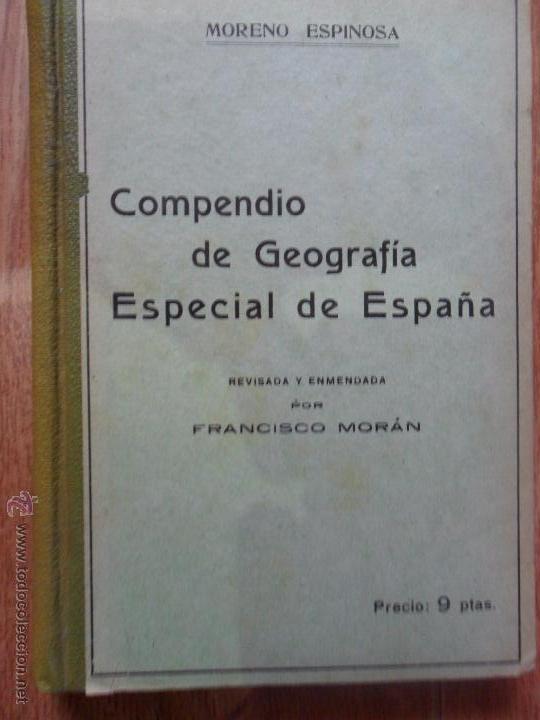 MORENO ESPINOSA
Compendio
de Geografía
Especial de España
REVISADA Y ENMENDADA
POR
FRANCISCO MORÁN
Precio: 9 ptas.
www.todocoleccion.net